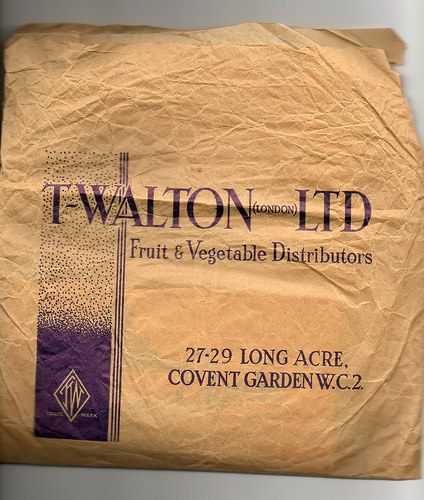 T-WALTON (LONDON) LTD
Fruit & Vegetable Distributors
27-29 LONG ACRE,
COVENT GARDEN W.C.2.
TW
TRADE MARK